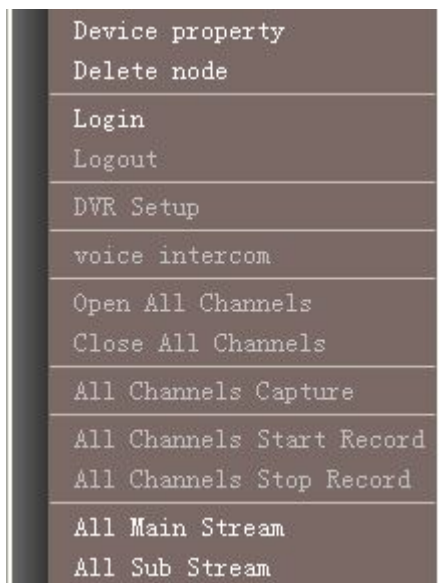 Device property
Delete node
Login
Logout
DVR Setup
voice intercom
Open All Channels
Close All Channels
All Channels Capture
All Channels Start Record
All Channels Stop Record
All Main Stream
All Sub Stream